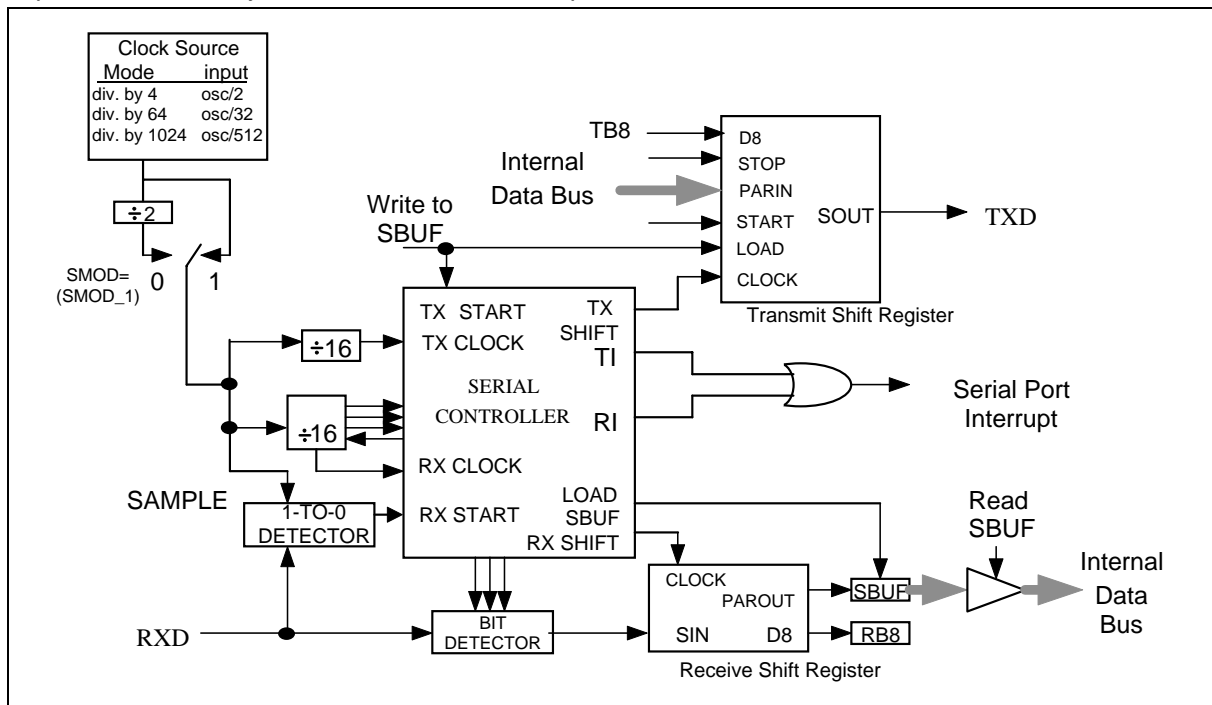 Clock Source
Mode input
div. by 4 osc/2
div. by 64 osc/32
div. by 1024 osc/512
÷2
SMOD=
(SMOD_1)
0 1
TB8
Internal
Data Bus
D8
STOP
PARIN
START
LOAD
CLOCK
SOUT
TXD
Transmit Shift Register
Write to
SBUF
TX START
TX CLOCK
SERIAL
CONTROLLER
RX CLOCK
RX START
TX
SHIFT
TI
RI
LOAD
SBUF
RX SHIFT
÷16
÷16
SAMPLE
1-TO-0
DETECTOR
Serial Port
Interrupt
RXD
BIT
DETECTOR
CLOCK
PAROUT
SIN D8
Receive Shift Register
SBUF
RB8
Read
SBUF
Internal
Data
Bus